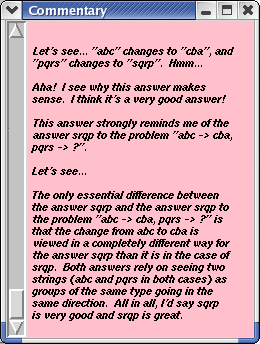 Commentary
Let's see... "abc" changes to "cba", and
"pqrs" changes to "sqrp".  Hmm...
Aha!  I see why this answer makes
sense.  I think it's a very good answer!
This answer strongly reminds me of the
answer srqp to the problem "abc -> cba,
pqrs -> ?".
Let's see...
The only essential difference between
the answer sqrp and the answer srqp to
the problem "abc -> cba, pqrs -> ?" is
that the change from abc to cba is
viewed in a completely different way for
the answer sqrp than it is in the case of
srqp.  Both answers rely on seeing two
strings (abc and pqrs in both cases) as
groups of the same type going in the
same direction.  All in all, I'd say sqrp
is very good and srqp is great.